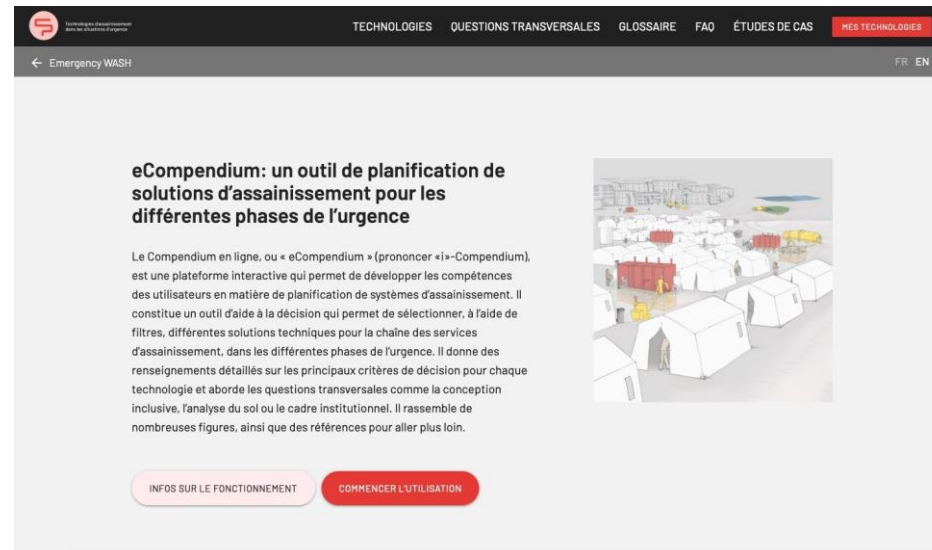 Technologies d'assainissement
dans les situations d'urgence
TECHNOLOGIES QUESTIONS TRANSVERSALES GLOSSAIRE FAQ ÉTUDES DE CAS MES TECHNOLOGIES
← Emergency WASH FR EN
eCompendium: un outil de planification de
solutions d'assainissement pour les
différentes phases de l'urgence
Le Compendium en ligne, ou « eCompendium » (prononcer «i»-Compendium),
est une plateforme interactive qui permet de développer les compétences
des utilisateurs en matière de planification de systèmes d'assainissement. Il
constitue un outil d'aide à la décision qui permet de sélectionner, à l'aide de
filtres, différentes solutions techniques pour la chaîne des services
d'assainissement, dans les différentes phases de l'urgence. Il donne des
renseignements détaillés sur les principaux critères de décision pour chaque
technologie et aborde les questions transversales comme la conception
inclusive, l'analyse du sol ou le cadre institutionnel. Il rassemble de
nombreuses figures, ainsi que des références pour aller plus loin.
INFOS SUR LE FONCTIONNEMENT COMMENCER L'UTILISATION